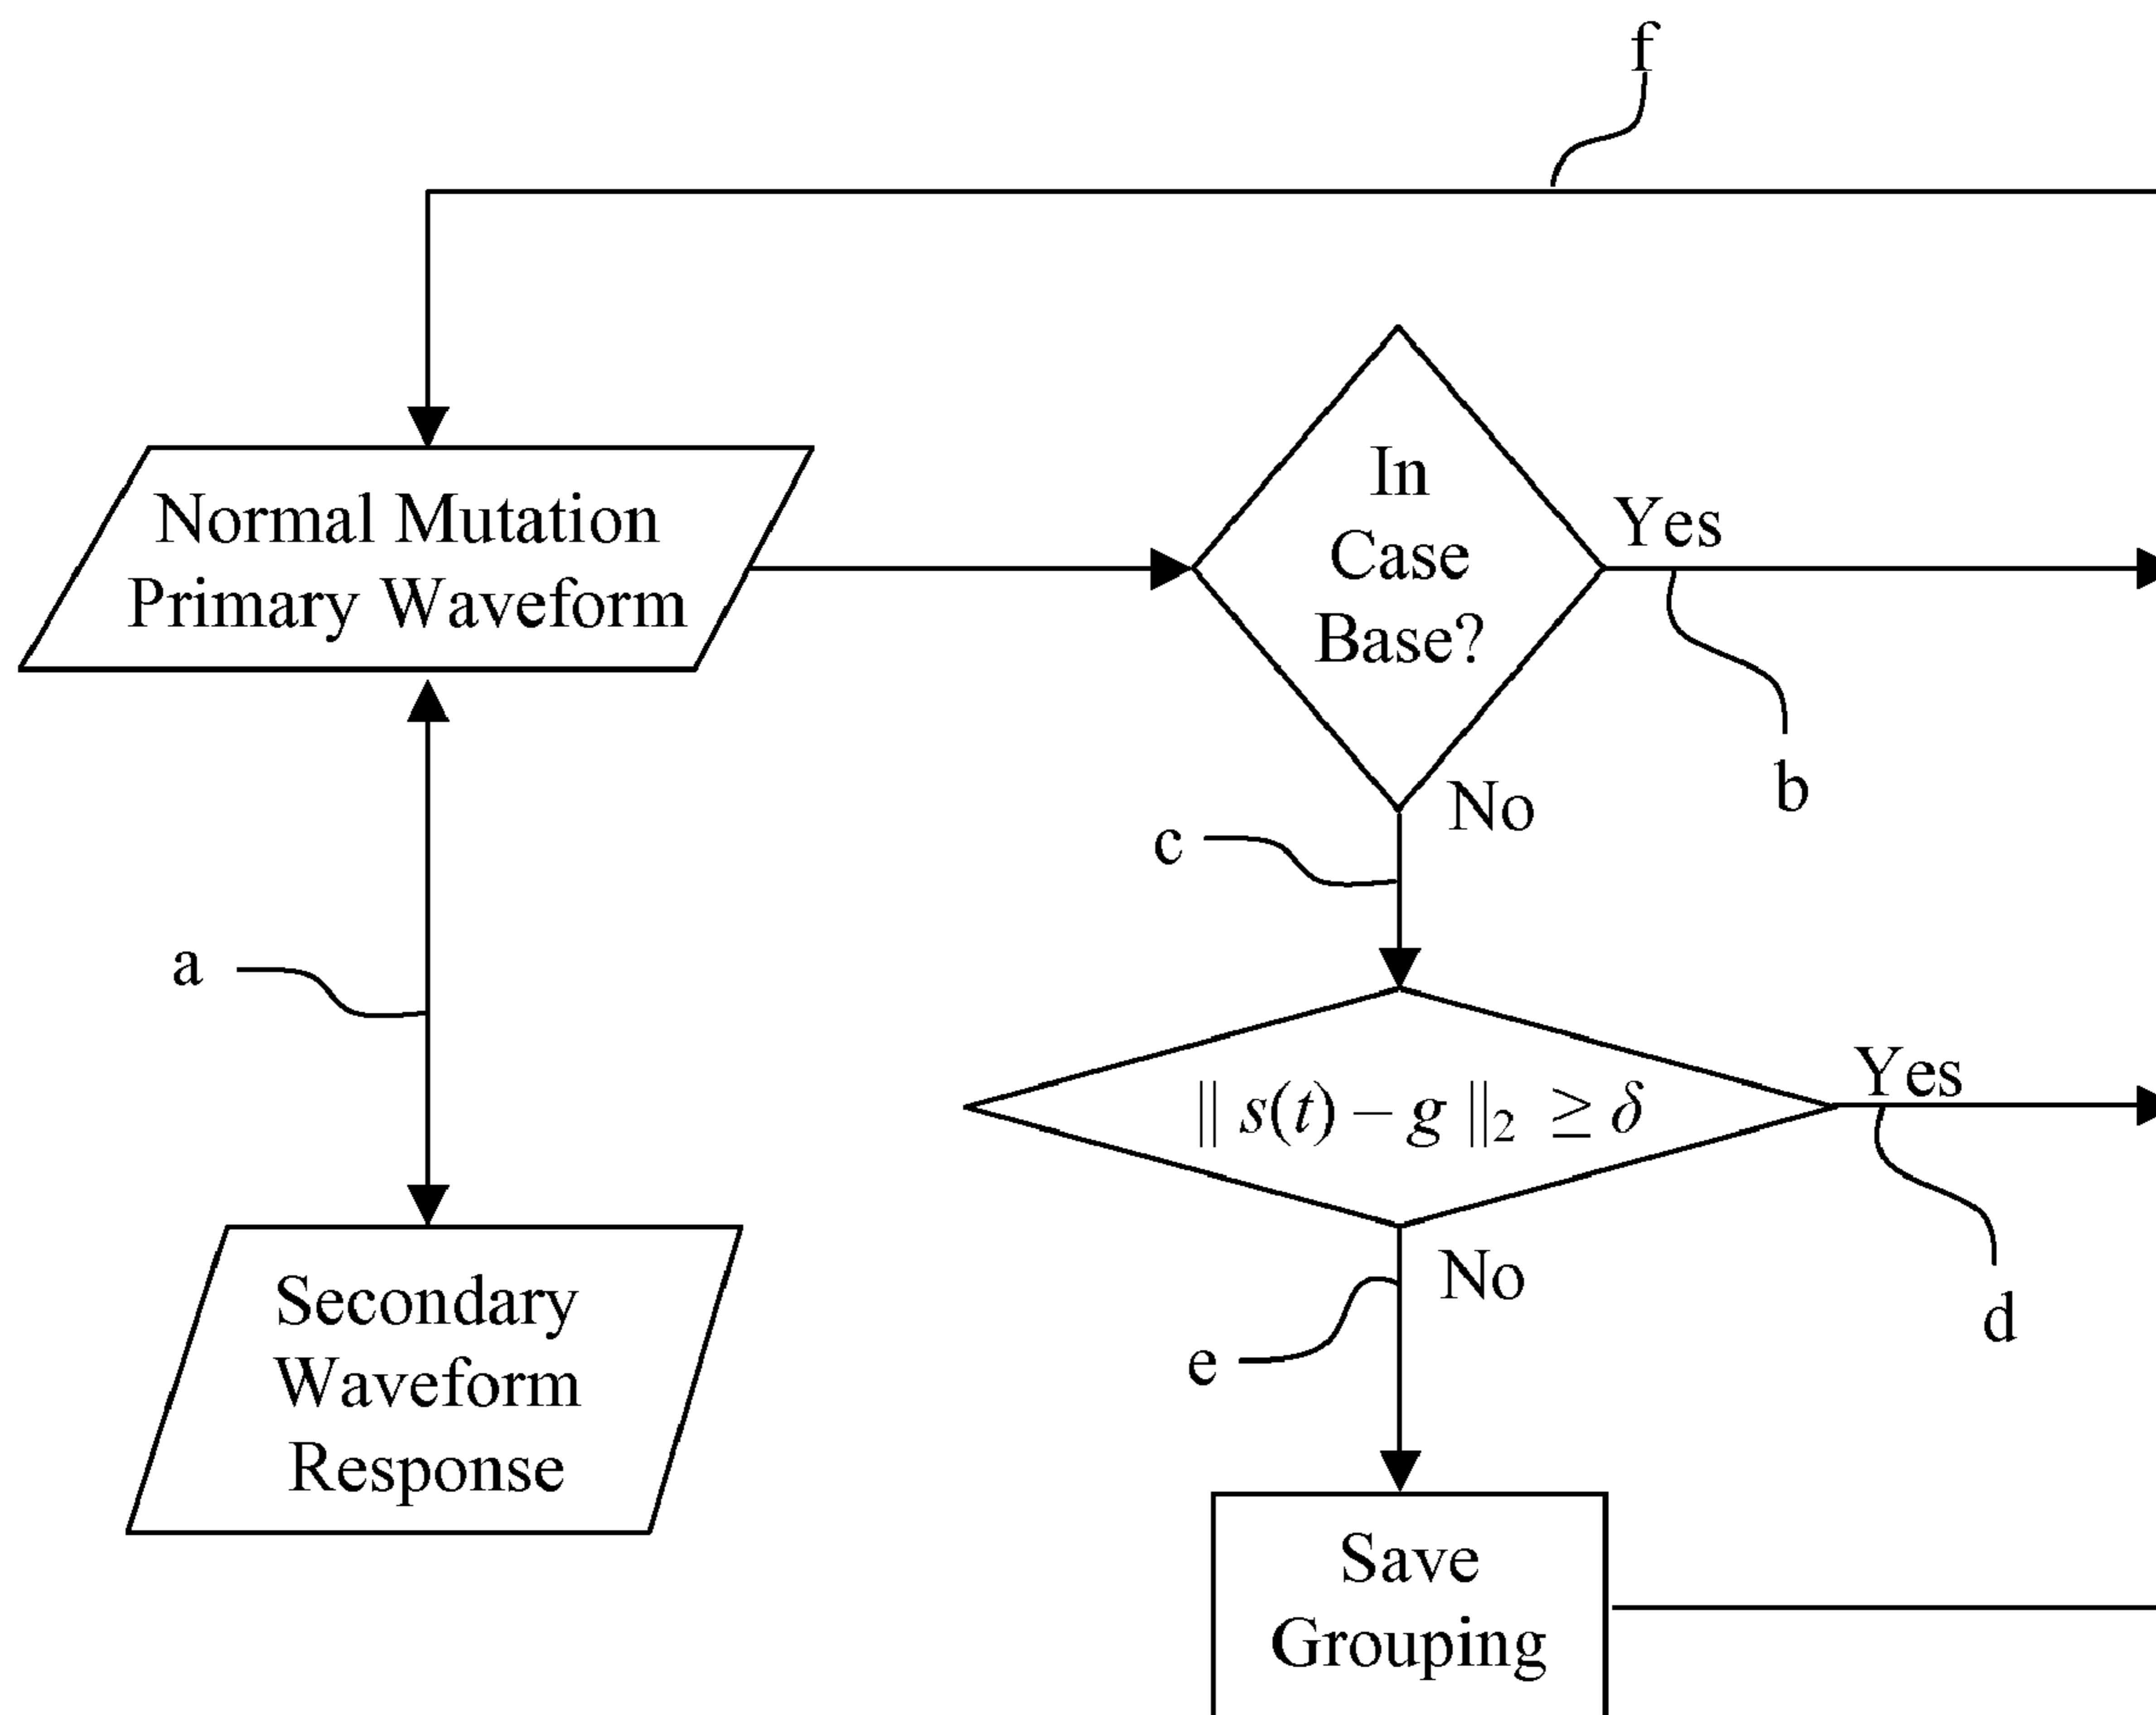 f
Normal Mutation
Primary Waveform
In
Case
Base?
Yes
b
No
c
a
|| s(t) – g ||₂ ≥ δ
Yes
d
No
e
Secondary
Waveform
Response
Save
Grouping